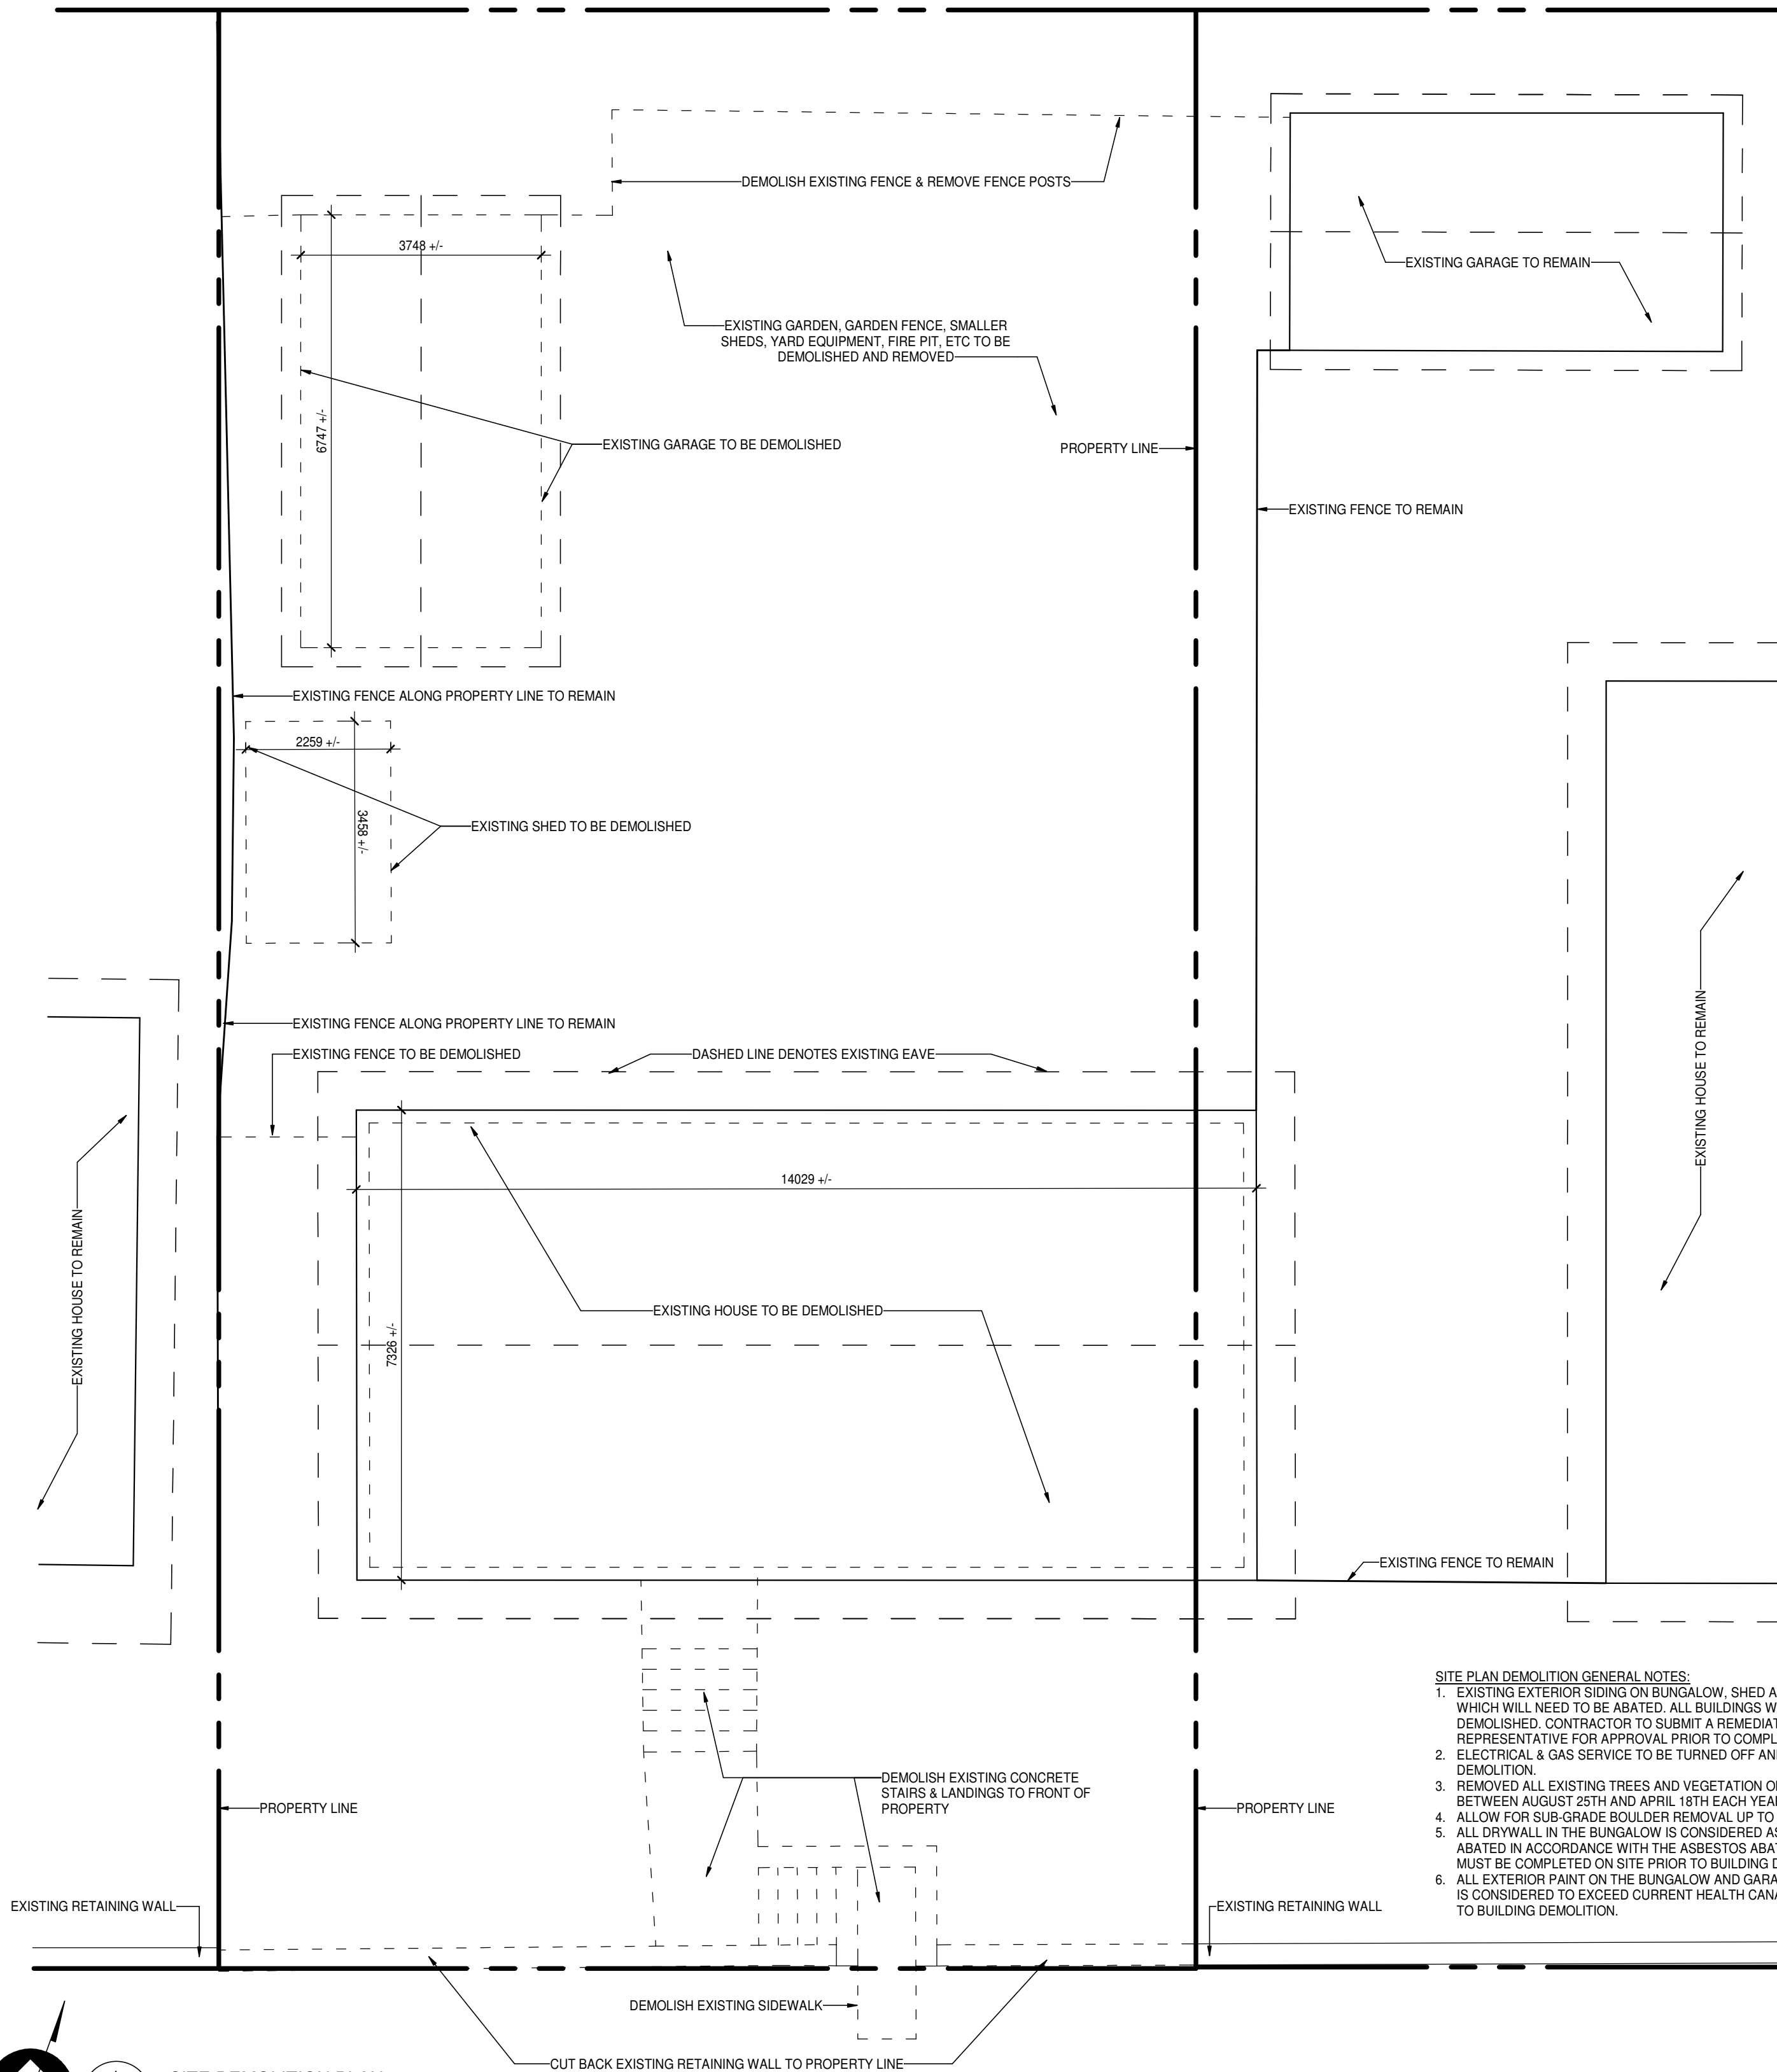 DEMOLISH EXISTING FENCE & REMOVE FENCE POSTS
3748 +/-
EXISTING GARAGE TO REMAIN
EXISTING GARDEN, GARDEN FENCE, SMALLER
SHEDS, YARD EQUIPMENT, FIRE PIT, ETC TO BE
DEMOLISHED AND REMOVED
6747 +/-
EXISTING GARAGE TO BE DEMOLISHED
PROPERTY LINE
EXISTING FENCE TO REMAIN
EXISTING FENCE ALONG PROPERTY LINE TO REMAIN
2259 +/-
3458 +/-
EXISTING SHED TO BE DEMOLISHED
EXISTING FENCE ALONG PROPERTY LINE TO REMAIN
EXISTING FENCE TO BE DEMOLISHED
DASHED LINE DENOTES EXISTING EAVE
EXISTING HOUSE TO REMAIN
14029 +/-
EXISTING HOUSE TO REMAIN
EXISTING HOUSE TO BE DEMOLISHED
7326 +/-
EXISTING FENCE TO REMAIN
SITE PLAN DEMOLITION GENERAL NOTES:
1. EXISTING EXTERIOR SIDING ON BUNGALOW, SHED A
WHICH WILL NEED TO BE ABATED. ALL BUILDINGS W
DEMOLISHED. CONTRACTOR TO SUBMIT A REMEDIAT
REPRESENTATIVE FOR APPROVAL PRIOR TO COMPL
2. ELECTRICAL & GAS SERVICE TO BE TURNED OFF AN
DEMOLITION.
3. REMOVED ALL EXISTING TREES AND VEGETATION O
BETWEEN AUGUST 25TH AND APRIL 18TH EACH YEA
4. ALLOW FOR SUB-GRADE BOULDER REMOVAL UP TO
5. ALL DRYWALL IN THE BUNGALOW IS CONSIDERED AS
ABATED IN ACCORDANCE WITH THE ASBESTOS ABAT
MUST BE COMPLETED ON SITE PRIOR TO BUILDING D
6. ALL EXTERIOR PAINT ON THE BUNGALOW AND GARA
IS CONSIDERED TO EXCEED CURRENT HEALTH CANA
TO BUILDING DEMOLITION.
DEMOLISH EXISTING CONCRETE
STAIRS & LANDINGS TO FRONT OF
PROPERTY
PROPERTY LINE
PROPERTY LINE
EXISTING RETAINING WALL
EXISTING RETAINING WALL
DEMOLISH EXISTING SIDEWALK
CUT BACK EXISTING RETAINING WALL TO PROPERTY LINE